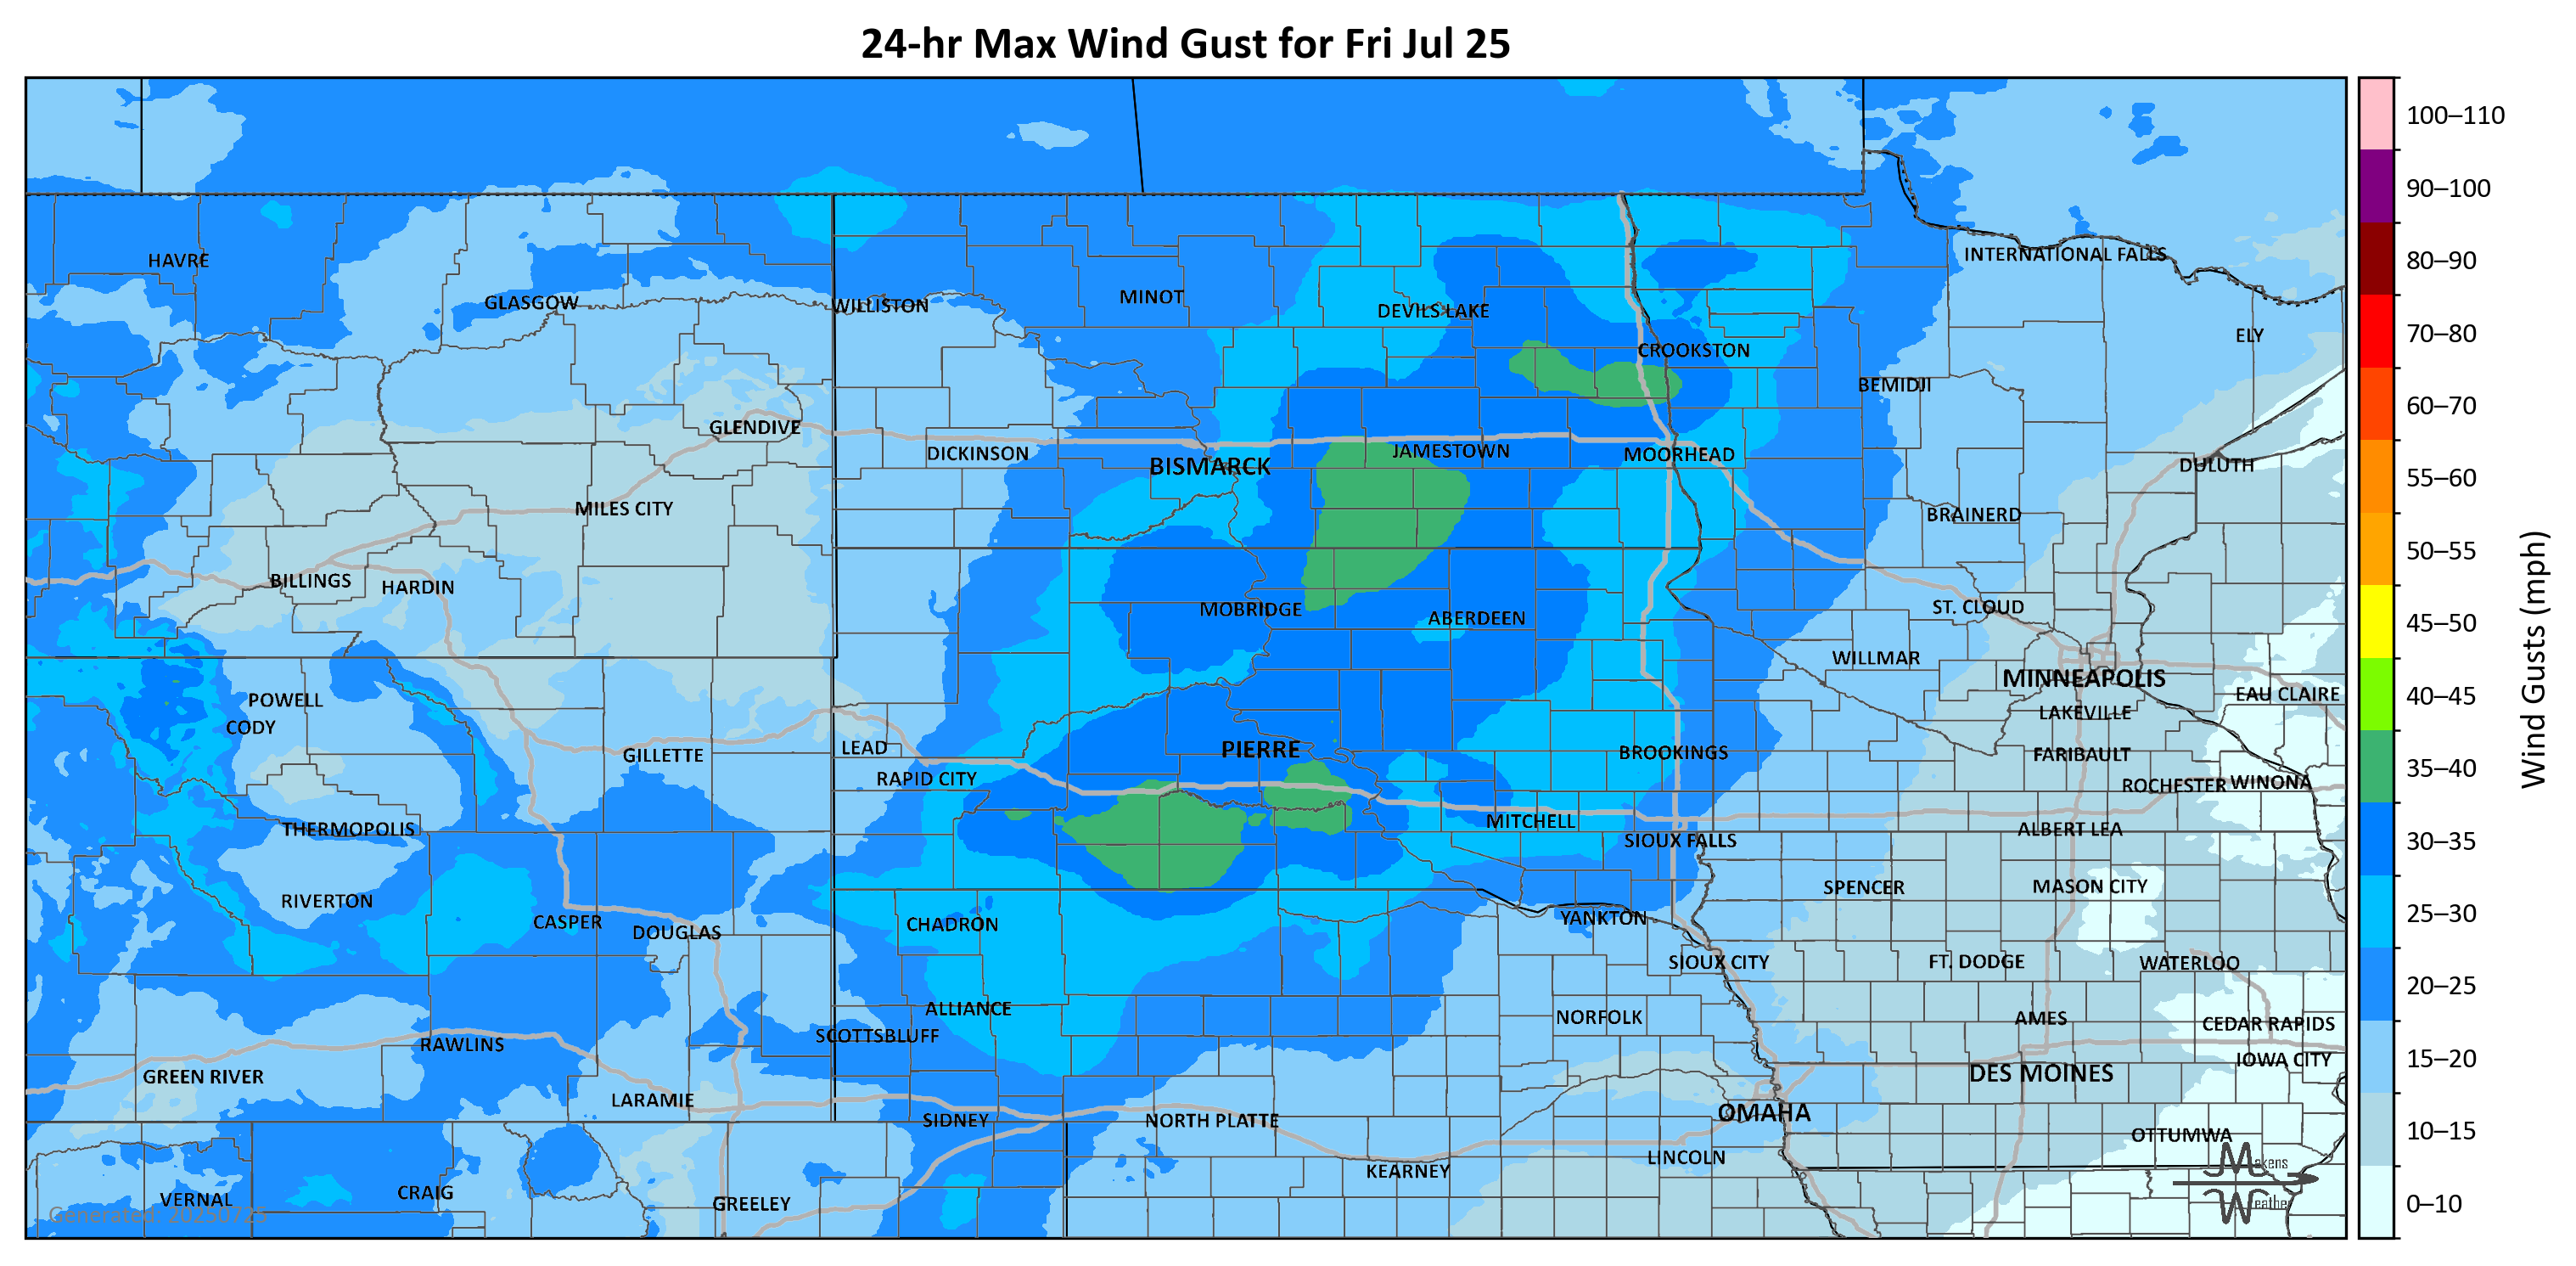 24-hr Max Wind Gust for Fri Jul 25
100–110
90–100
80–90
70–80
60–70
55–60
50–55
45–50
40–45
35–40
30–35
25–30
20–25
15–20
10–15
0–10
Wind Gusts (mph)
HAVRE
INTERNATIONAL FALLS
GLASGOW
WILLISTON
MINOT
DEVILS LAKE
ELY
CROOKSTON
BEMIDJI
GLENDIVE
DICKINSON
BISMARCK
JAMESTOWN
MOORHEAD
DULUTH
MILES CITY
BRAINERD
BILLINGS
HARDIN
MOBRIDGE
ABERDEEN
ST. CLOUD
WILLMAR
MINNEAPOLIS
EAU CLAIRE
POWELL
CODY
LAKEVILLE
GILLETTE
LEAD
PIERRE
BROOKINGS
FARIBAULT
RAPID CITY
ROCHESTER
WINONA
THERMOPOLIS
MITCHELL
SIOUX FALLS
ALBERT LEA
RIVERTON
SPENCER
MASON CITY
CASPER
DOUGLAS
CHADRON
YANKTON
SIOUX CITY
FT. DODGE
WATERLOO
ALLIANCE
NORFOLK
AMES
CEDAR RAPIDS
SCOTTSBLUFF
RAWLINS
IOWA CITY
GREEN RIVER
DES MOINES
LARAMIE
SIDNEY
NORTH PLATTE
OMAHA
OTTUMWA
LINCOLN
KEARNEY
VERNAL
CRAIG
GREELEY
Generated: 20250725
Makens
Weather